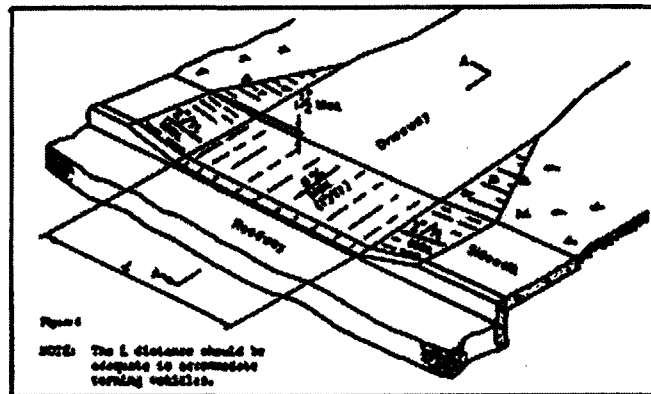 A
Driveway
Roadway
Sidewalk
L A
Figure 4
NOTE: The L distance should be
adequate to accommodate
turning vehicles.